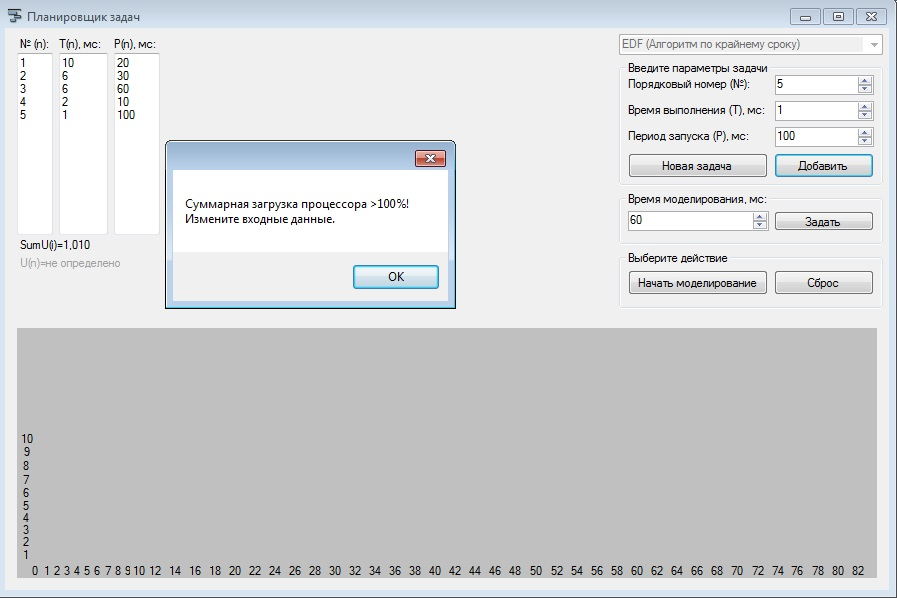 Планировщик задач
№ (n): T(n), мс: P(n), мс:
1 10 20
2 6 30
3 6 60
4 2 10
5 1 100
SumU(i)=1,010
U(n)=не определено
Суммарная загрузка процессора >100%!
Измените входные данные.
OK
EDF (Алгоритм по крайнему сроку)
Введите параметры задачи
Порядковый номер (№): 5
Время выполнения (T), мс: 1
Период запуска (P), мс: 100
Новая задача Добавить
Время моделирования, мс:
60 Задать
Выберите действие
Начать моделирование Сброс
10
9
8
7
6
5
4
3
2
1
0 1 2 3 4 5 6 7 8 9 10 12 14 16 18 20 22 24 26 28 30 32 34 36 38 40 42 44 46 48 50 52 54 56 58 60 62 64 66 68 70 72 74 76 78 80 82